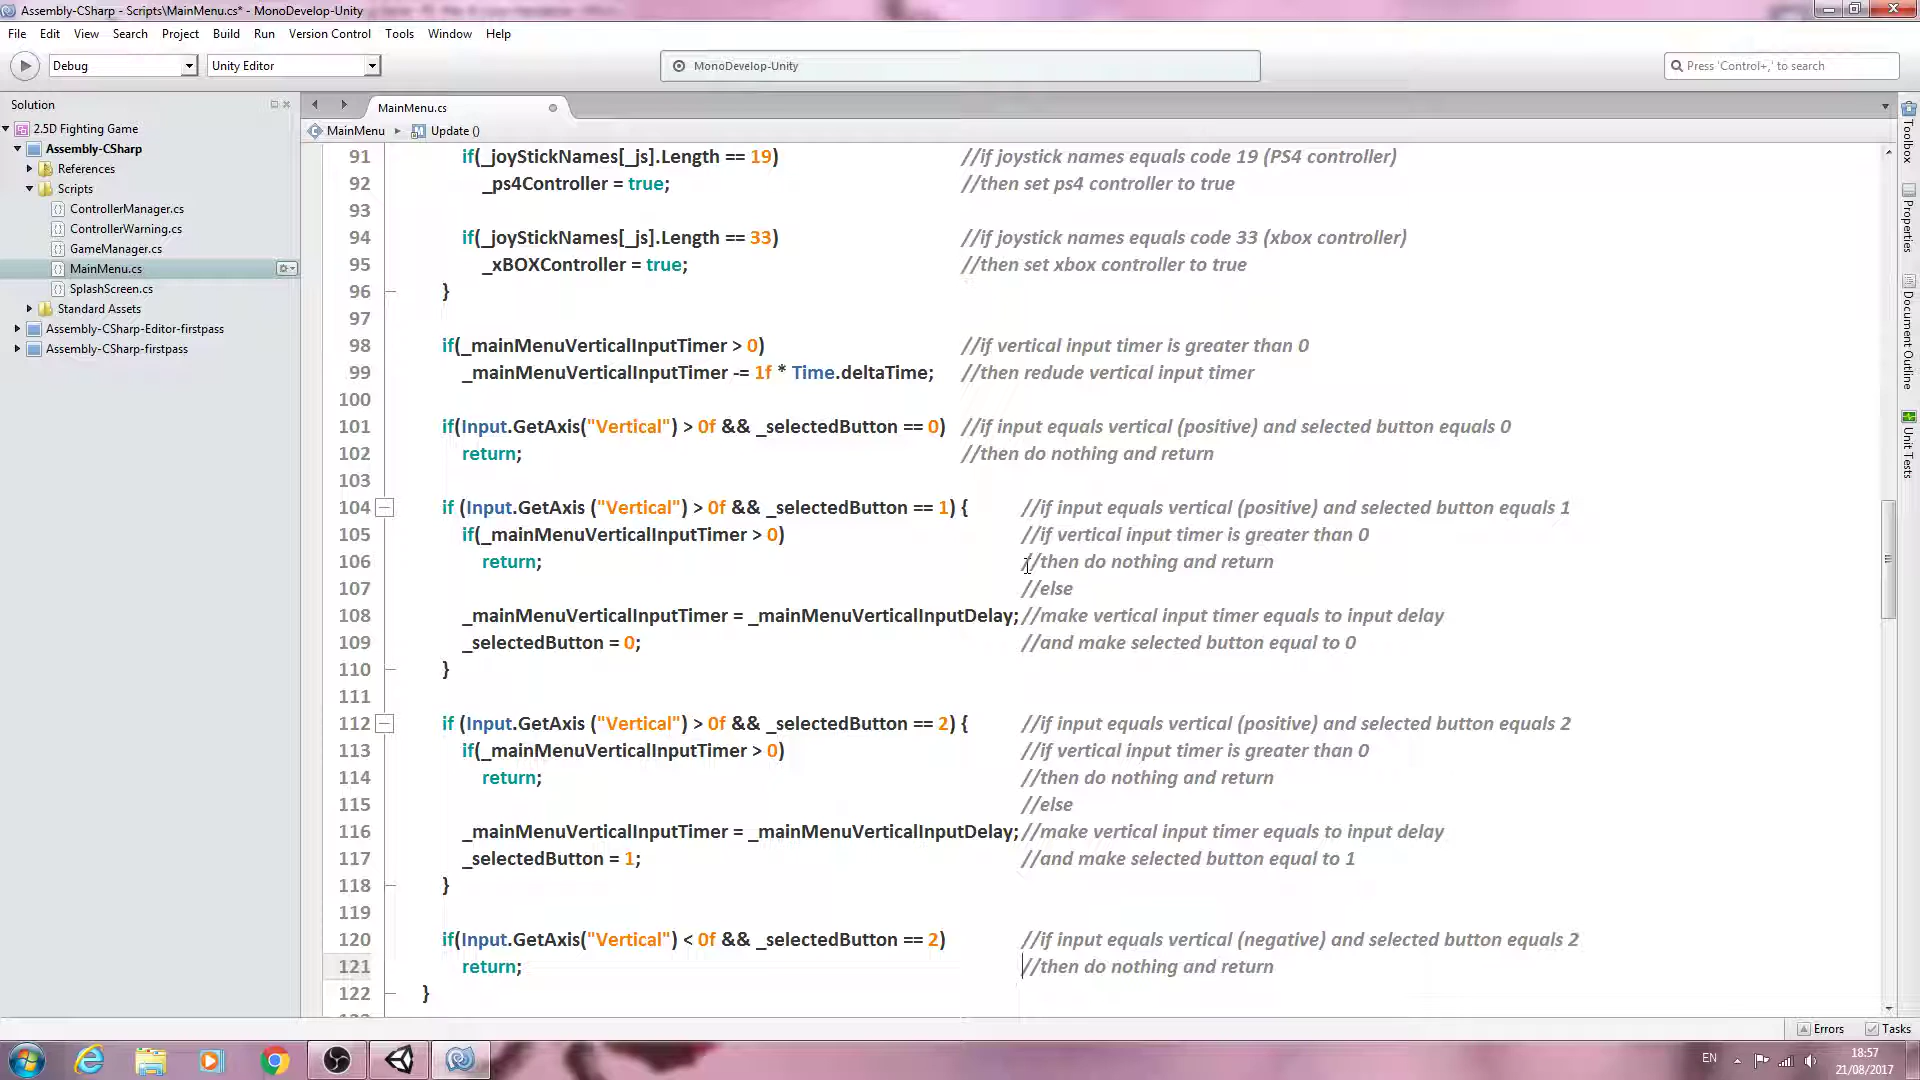 Assembly-CSharp - Scripts\MainMenu.cs* - MonoDevelop-Unity
File Edit View Search Project Build Run Version Control Tools Window Help
Debug Unity Editor MonoDevelop-Unity Press 'Control+,' to search
Solution
2.5D Fighting Game
Assembly-CSharp
References
Scripts
ControllerManager.cs
ControllerWarning.cs
GameManager.cs
MainMenu.cs
SplashScreen.cs
Standard Assets
Assembly-CSharp-Editor-firstpass
Assembly-CSharp-firstpass
MainMenu.cs
MainMenu Update ()
91 if(_joyStickNames[_js].Length == 19) //if joystick names equals code 19 (PS4 controller)
92 _ps4Controller = true; //then set ps4 controller to true
93
94 if(_joyStickNames[_js].Length == 33) //if joystick names equals code 33 (xbox controller)
95 _xBOXController = true; //then set xbox controller to true
96 }
97
98 if(_mainMenuVerticalInputTimer > 0) //if vertical input timer is greater than 0
99 _mainMenuVerticalInputTimer -= 1f * Time.deltaTime; //then redude vertical input timer
100
101 if(Input.GetAxis("Vertical") > 0f && _selectedButton == 0) //if input equals vertical (positive) and selected button equals 0
102 return; //then do nothing and return
103
104 if (Input.GetAxis ("Vertical") > 0f && _selectedButton == 1) { //if input equals vertical (positive) and selected button equals 1
105 if(_mainMenuVerticalInputTimer > 0) //if vertical input timer is greater than 0
106 return; //then do nothing and return
107 //else
108 _mainMenuVerticalInputTimer = _mainMenuVerticalInputDelay; //make vertical input timer equals to input delay
109 _selectedButton = 0; //and make selected button equal to 0
110 }
111
112 if (Input.GetAxis ("Vertical") > 0f && _selectedButton == 2) { //if input equals vertical (positive) and selected button equals 2
113 if(_mainMenuVerticalInputTimer > 0) //if vertical input timer is greater than 0
114 return; //then do nothing and return
115 //else
116 _mainMenuVerticalInputTimer = _mainMenuVerticalInputDelay; //make vertical input timer equals to input delay
117 _selectedButton = 1; //and make selected button equal to 1
118 }
119
120 if(Input.GetAxis("Vertical") < 0f && _selectedButton == 2) //if input equals vertical (negative) and selected button equals 2
121 return; //then do nothing and return
122 }
Toolbox
Properties
Document Outline
Unit Tests
Errors Tasks
EN
18:57
21/08/2017